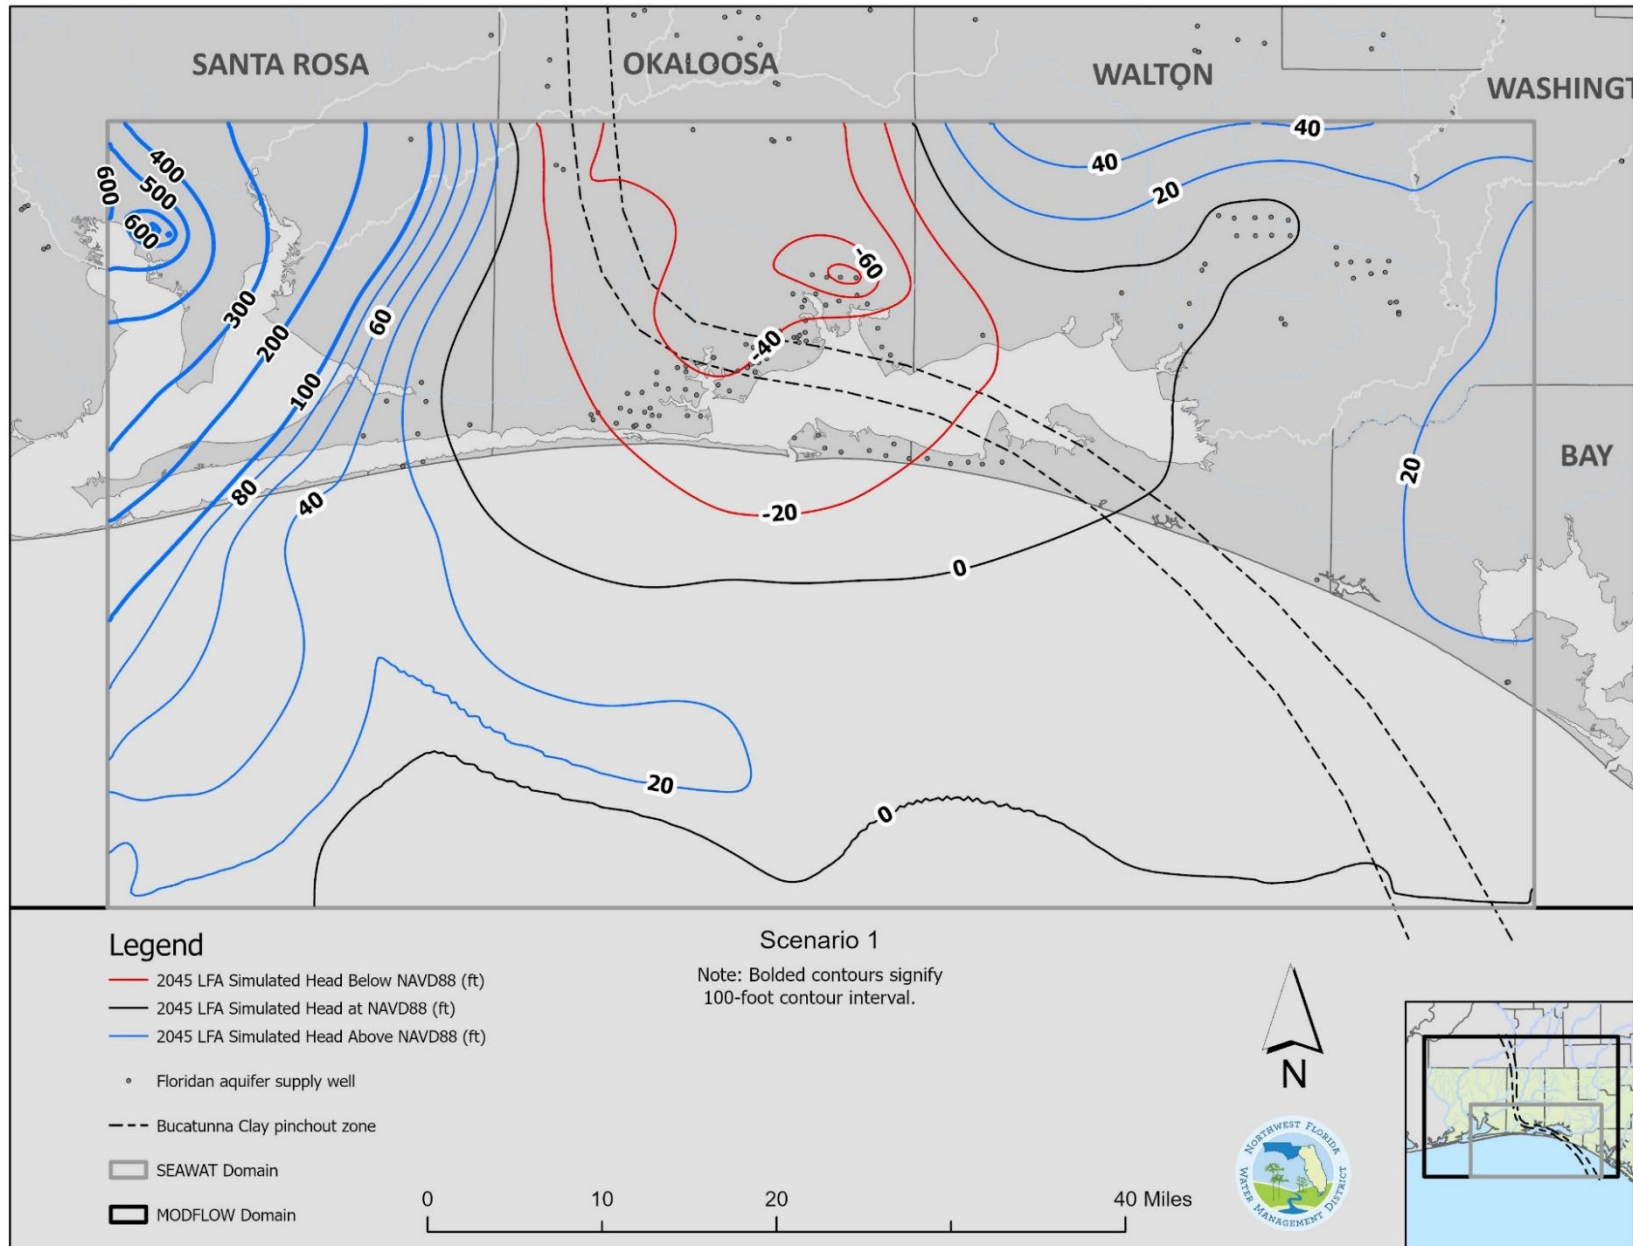 SANTA ROSA
OKALOOSA
WALTON
WASHINGT
BAY
400
500
600
600
300
200
100
60
80
40
-60
-40
-20
0
40
40
20
20
20
0
Legend
2045 LFA Simulated Head Below NAVD88 (ft)
2045 LFA Simulated Head at NAVD88 (ft)
2045 LFA Simulated Head Above NAVD88 (ft)
Floridan aquifer supply well
Bucatunna Clay pinchout zone
SEAWAT Domain
MODFLOW Domain
Scenario 1
Note: Bolded contours signify
100-foot contour interval.
0 10 20 40 Miles
N
NORTHWEST FLORIDA
WATER MANAGEMENT DISTRICT